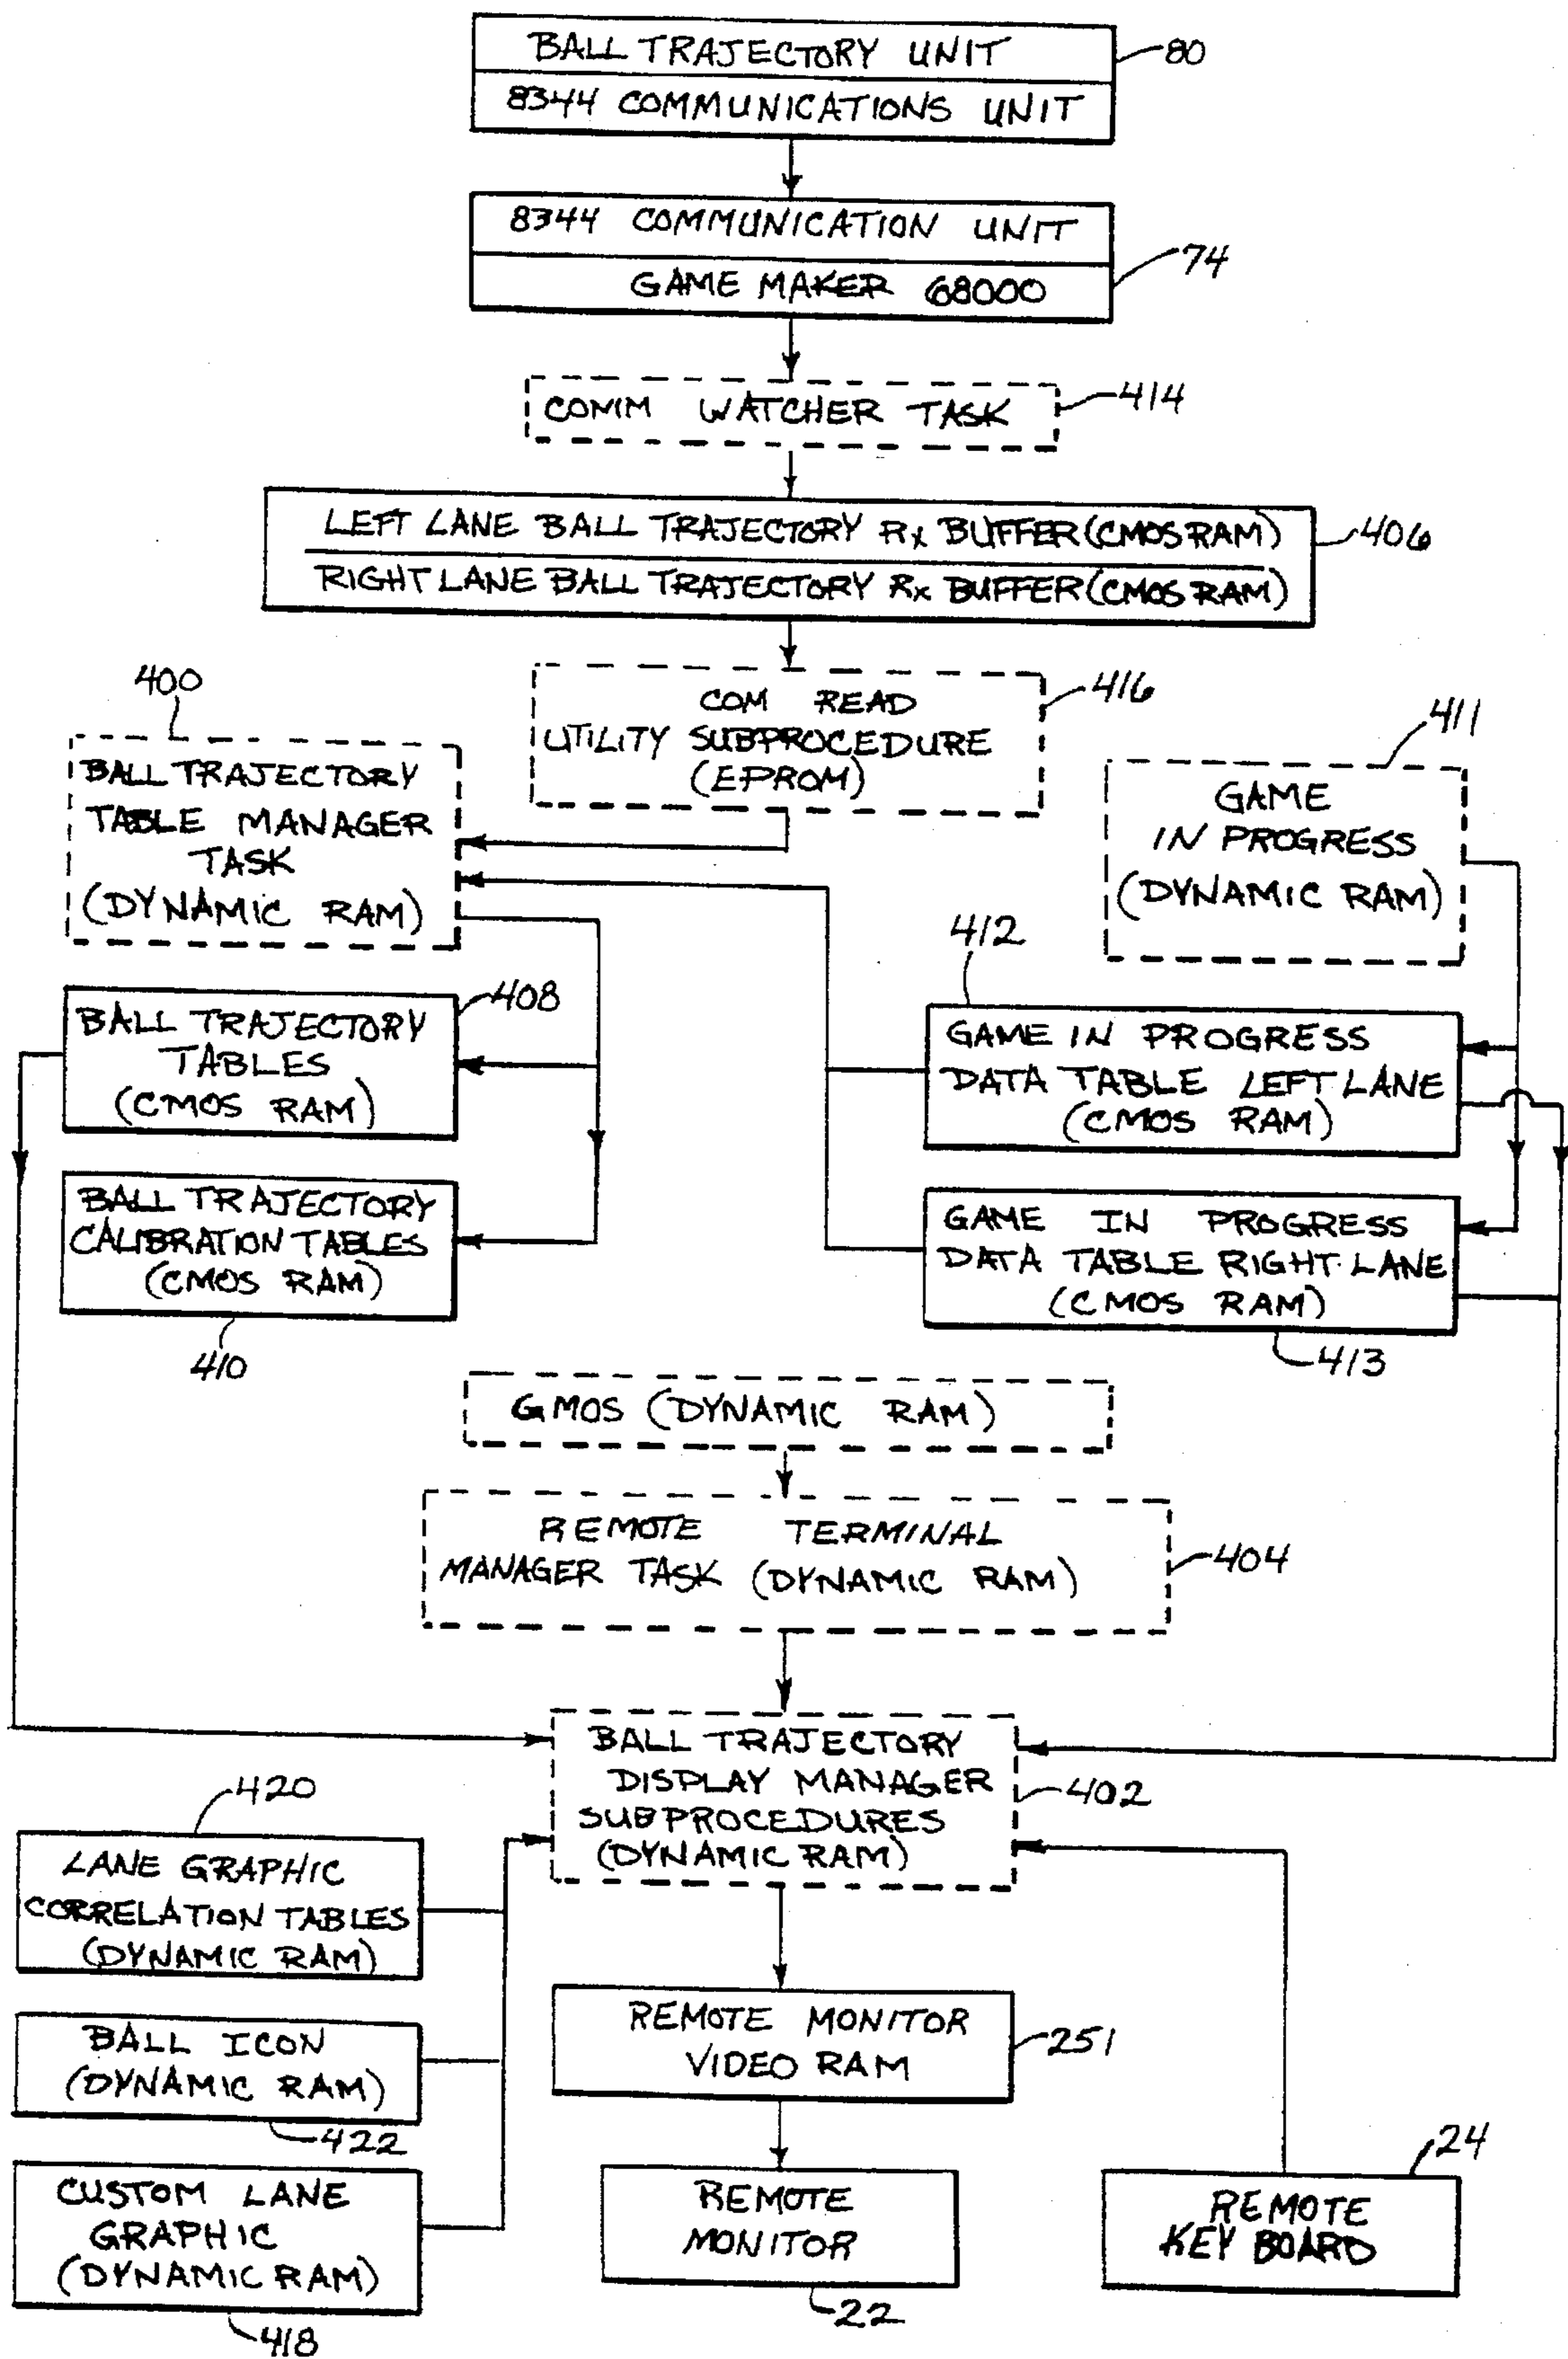 BALL TRAJECTORY UNIT
8344 COMMUNICATIONS UNIT
80
8344 COMMUNICATION UNIT
GAME MAKER 68000
74
COMM WATCHER TASK
414
LEFT LANE BALL TRAJECTORY Rx BUFFER (CMOS RAM)
RIGHT LANE BALL TRAJECTORY Rx BUFFER (CMOS RAM)
406
COM READ
UTILITY SUBPROCEDURE
(EPROM)
416
400
BALL TRAJECTORY
TABLE MANAGER
TASK
(DYNAMIC RAM)
411
GAME
IN PROGRESS
(DYNAMIC RAM)
408
BALL TRAJECTORY
TABLES
(CMOS RAM)
412
GAME IN PROGRESS
DATA TABLE LEFT LANE
(CMOS RAM)
BALL TRAJECTORY
CALIBRATION TABLES
(CMOS RAM)
410
GAME IN PROGRESS
DATA TABLE RIGHT LANE
(CMOS RAM)
413
GMOS (DYNAMIC RAM)
REMOTE TERMINAL
MANAGER TASK (DYNAMIC RAM)
404
BALL TRAJECTORY
DISPLAY MANAGER
SUBPROCEDURES
(DYNAMIC RAM)
402
420
LANE GRAPHIC
CORRELATION TABLES
(DYNAMIC RAM)
BALL ICON
(DYNAMIC RAM)
422
CUSTOM LANE
GRAPHIC
(DYNAMIC RAM)
418
REMOTE MONITOR
VIDEO RAM
251
REMOTE
MONITOR
22
24
REMOTE
KEY BOARD